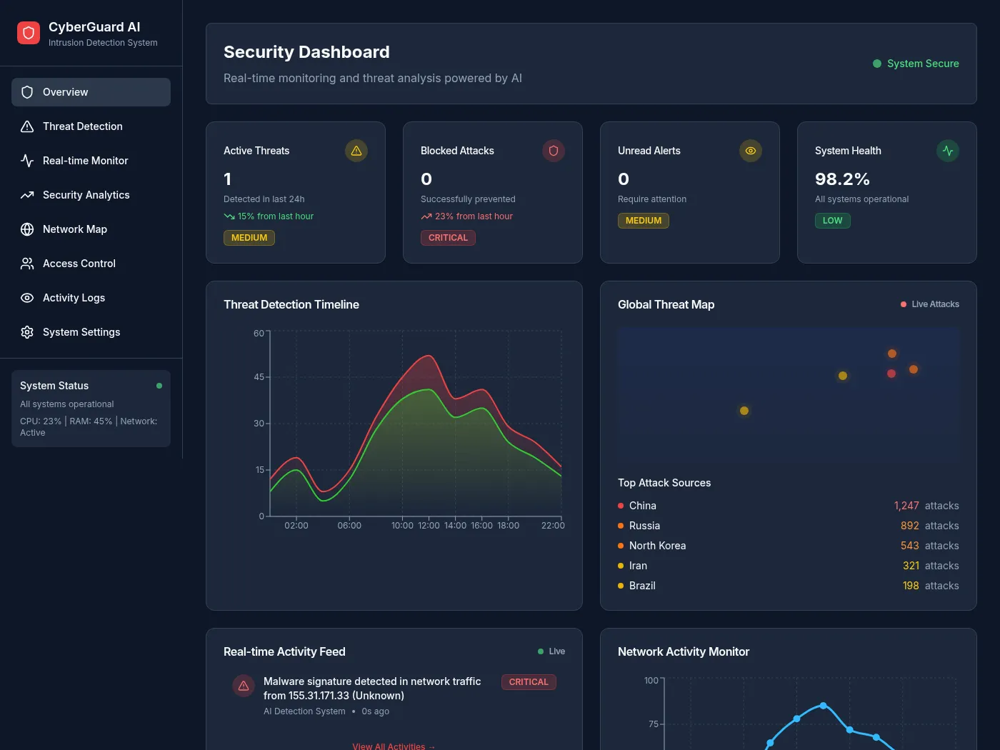 CyberGuard AI
Intrusion Detection System
Overview
Threat Detection
Real-time Monitor
Security Analytics
Network Map
Access Control
Activity Logs
System Settings
System Status
All systems operational
CPU: 23% | RAM: 45% | Network:
Active
Security Dashboard
Real-time monitoring and threat analysis powered by AI
System Secure
Active Threats
1
Detected in last 24h
15% from last hour
MEDIUM
Blocked Attacks
0
Successfully prevented
23% from last hour
CRITICAL
Unread Alerts
0
Require attention
MEDIUM
System Health
98.2%
All systems operational
LOW
Threat Detection Timeline
60
45
30
15
0
02:00 06:00 10:00 12:00 14:00 16:00 18:00 22:00
Global Threat Map
Live Attacks
Top Attack Sources
China 1,247 attacks
Russia 892 attacks
North Korea 543 attacks
Iran 321 attacks
Brazil 198 attacks
Real-time Activity Feed
Live
Malware signature detected in network traffic
from 155.31.171.33 (Unknown)
CRITICAL
AI Detection System • 0s ago
View All Activities →
Network Activity Monitor
100
75